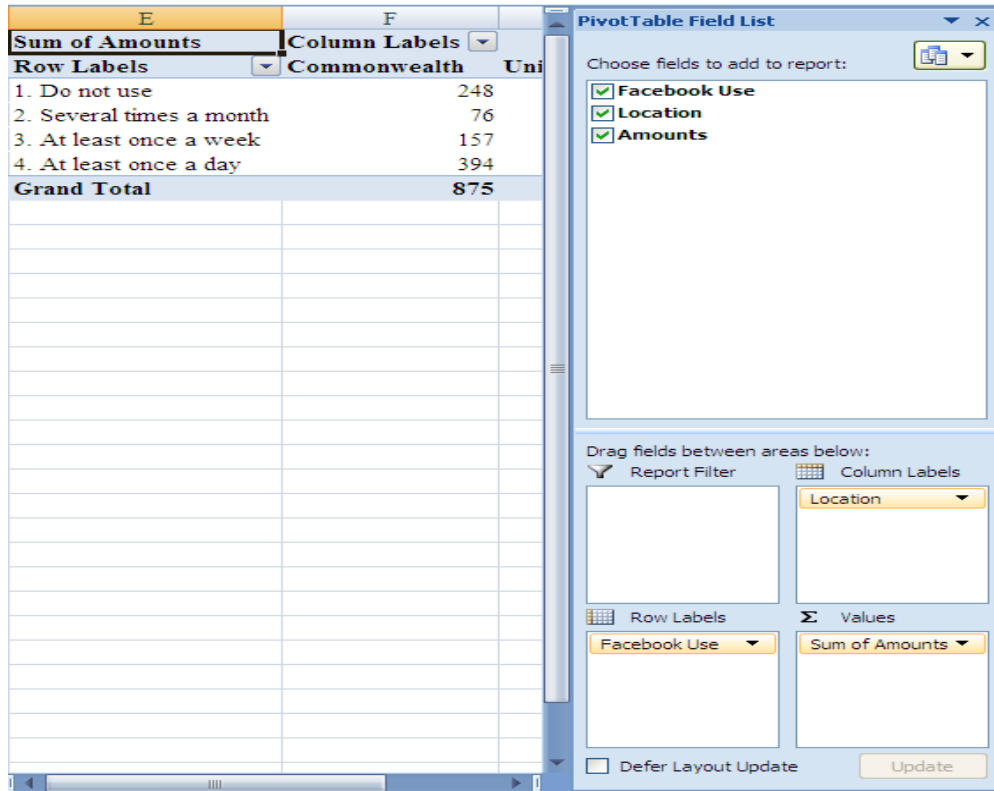 E F
Sum of Amounts Column Labels
Row Labels Commonwealth Uni
1. Do not use 248
2. Several times a month 76
3. At least once a week 157
4. At least once a day 394
Grand Total 875
PivotTable Field List
Choose fields to add to report:
Facebook Use
Location
Amounts
Drag fields between areas below:
Report Filter Column Labels
Location
Row Labels Σ Values
Facebook Use Sum of Amounts
Defer Layout Update Update